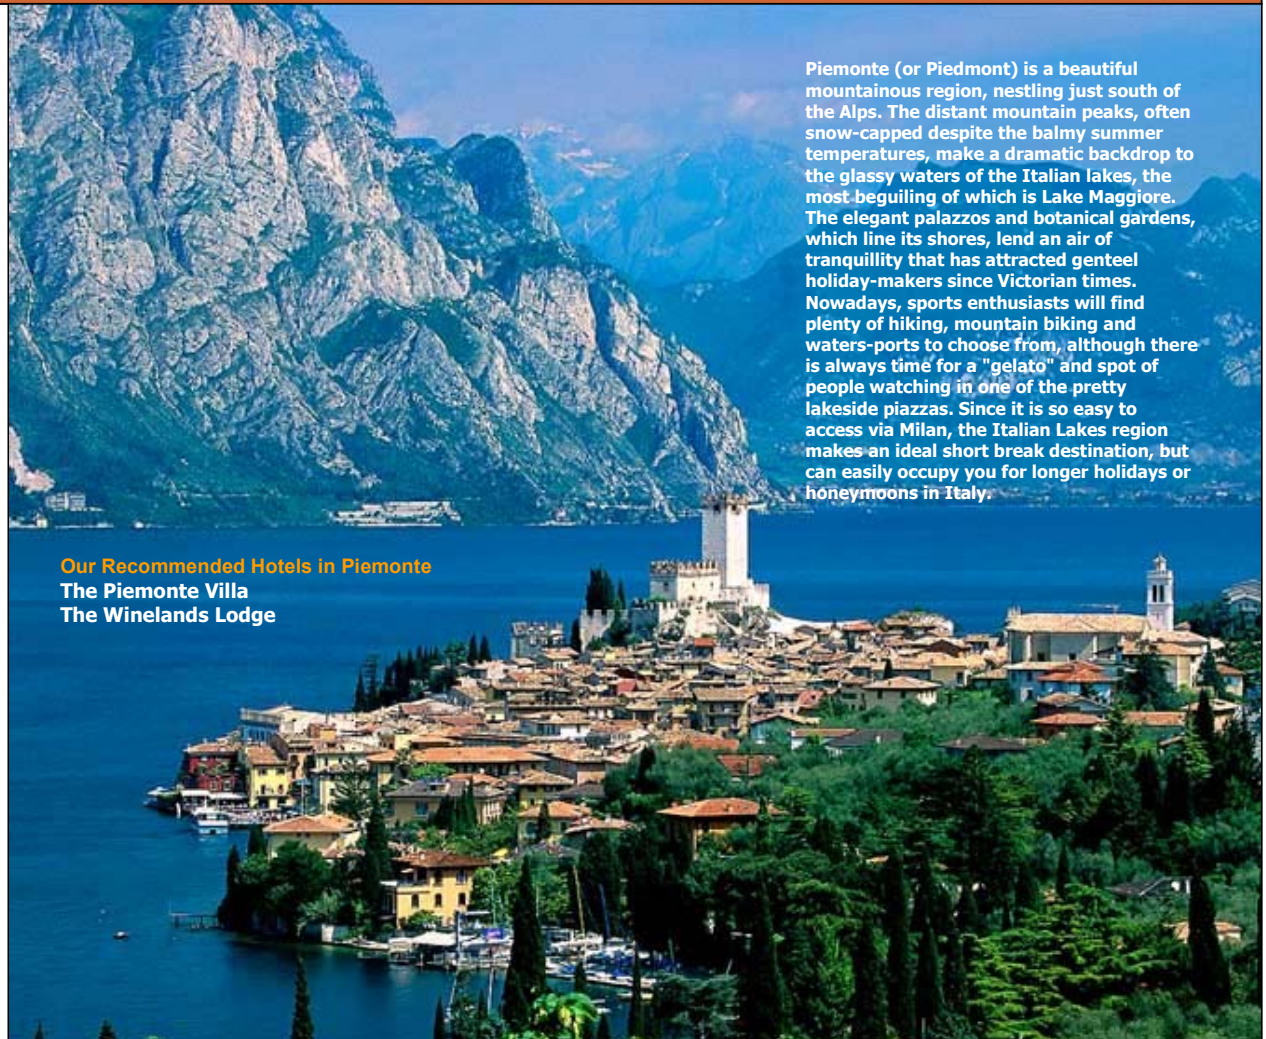 Piemonte (or Piedmont) is a beautiful
mountainous region, nestling just south of
the Alps. The distant mountain peaks, often
snow-capped despite the balmy summer
temperatures, make a dramatic backdrop to
the glassy waters of the Italian lakes, the
most beguiling of which is Lake Maggiore.
The elegant palazzos and botanical gardens,
which line its shores, lend an air of
tranquillity that has attracted genteel
holiday-makers since Victorian times.
Nowadays, sports enthusiasts will find
plenty of hiking, mountain biking and
waters-ports to choose from, although there
is always time for a "gelato" and spot of
people watching in one of the pretty
lakeside piazzas. Since it is so easy to
access via Milan, the Italian Lakes region
makes an ideal short break destination, but
can easily occupy you for longer holidays or
honeymoons in Italy.
Our Recommended Hotels in Piemonte
The Piemonte Villa
The Winelands Lodge